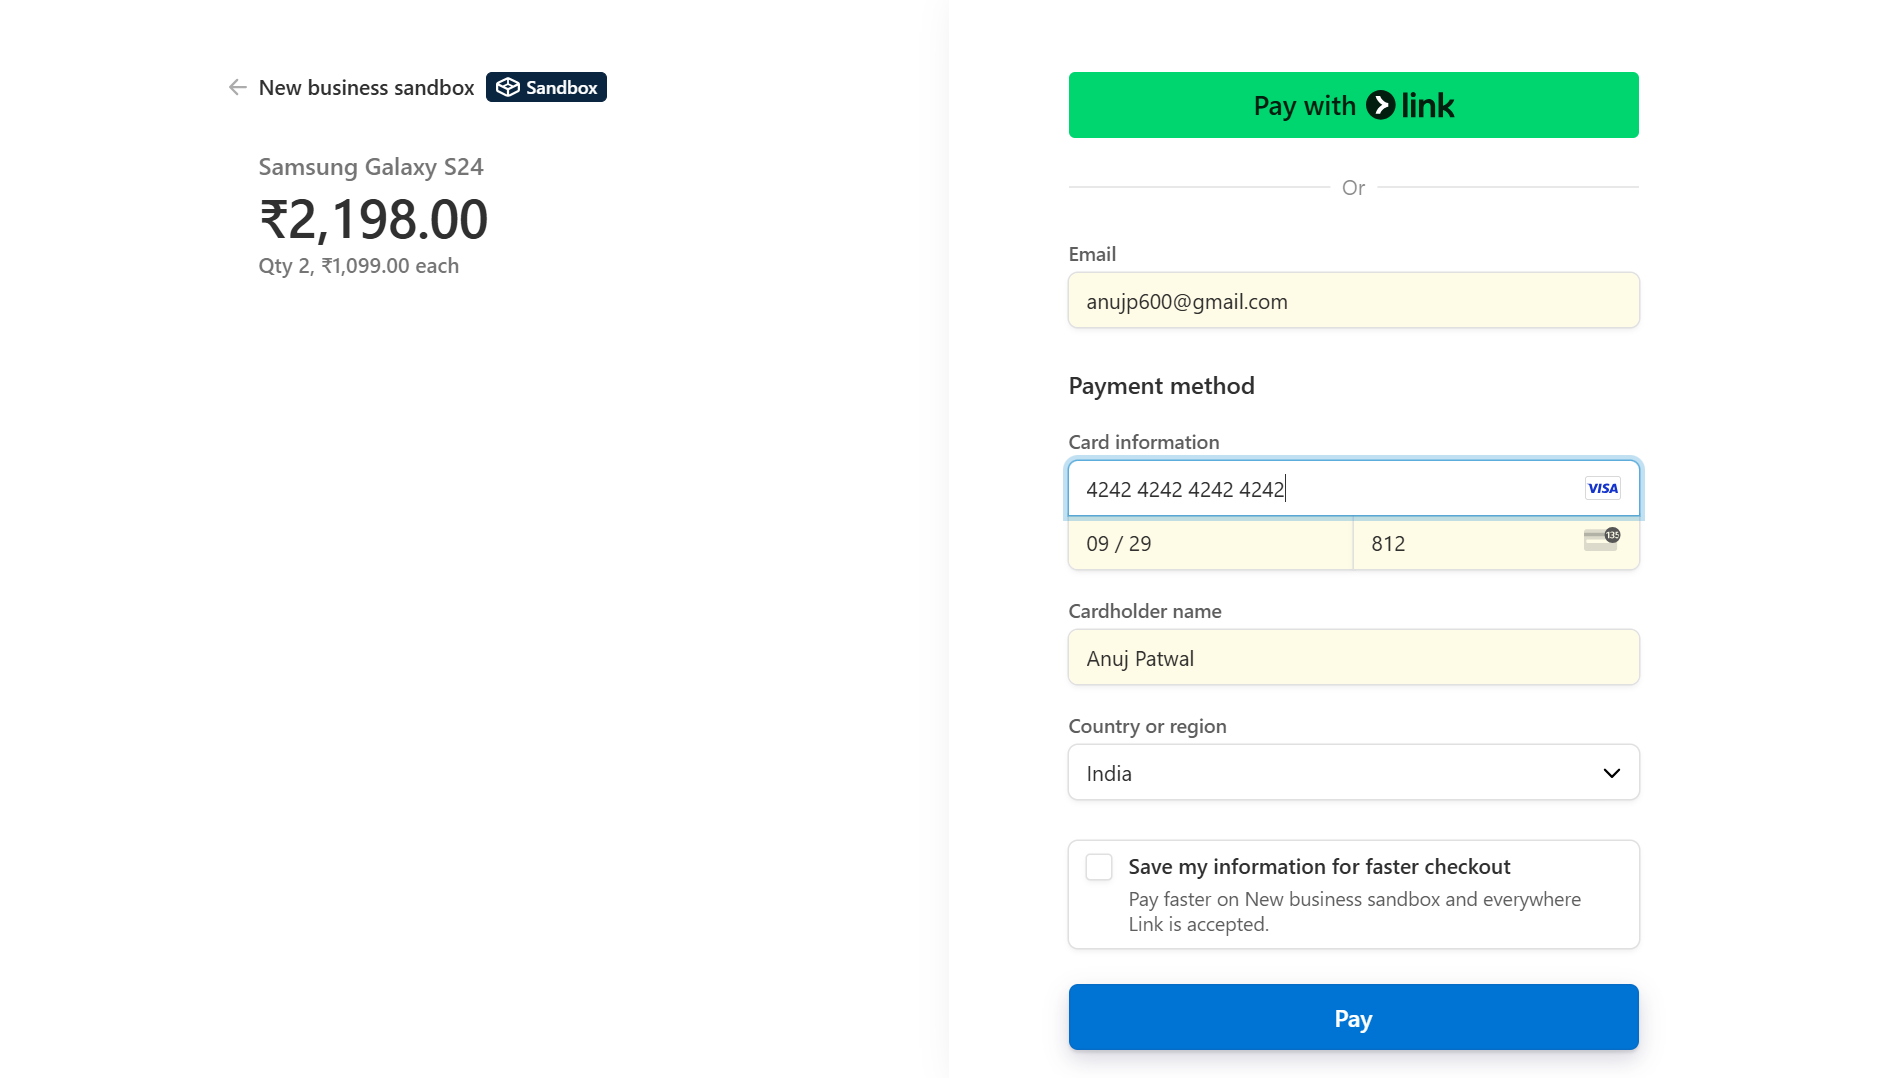 New business sandbox
Sandbox
Samsung Galaxy S24
₹2,198.00
Qty 2, ₹1,099.00 each
Pay with link
Or
Email
anujp600@gmail.com
Payment method
Card information
4242 4242 4242 4242
VISA
09 / 29
812
135
Cardholder name
Anuj Patwal
Country or region
India
Save my information for faster checkout
Pay faster on New business sandbox and everywhere
Link is accepted.
Pay